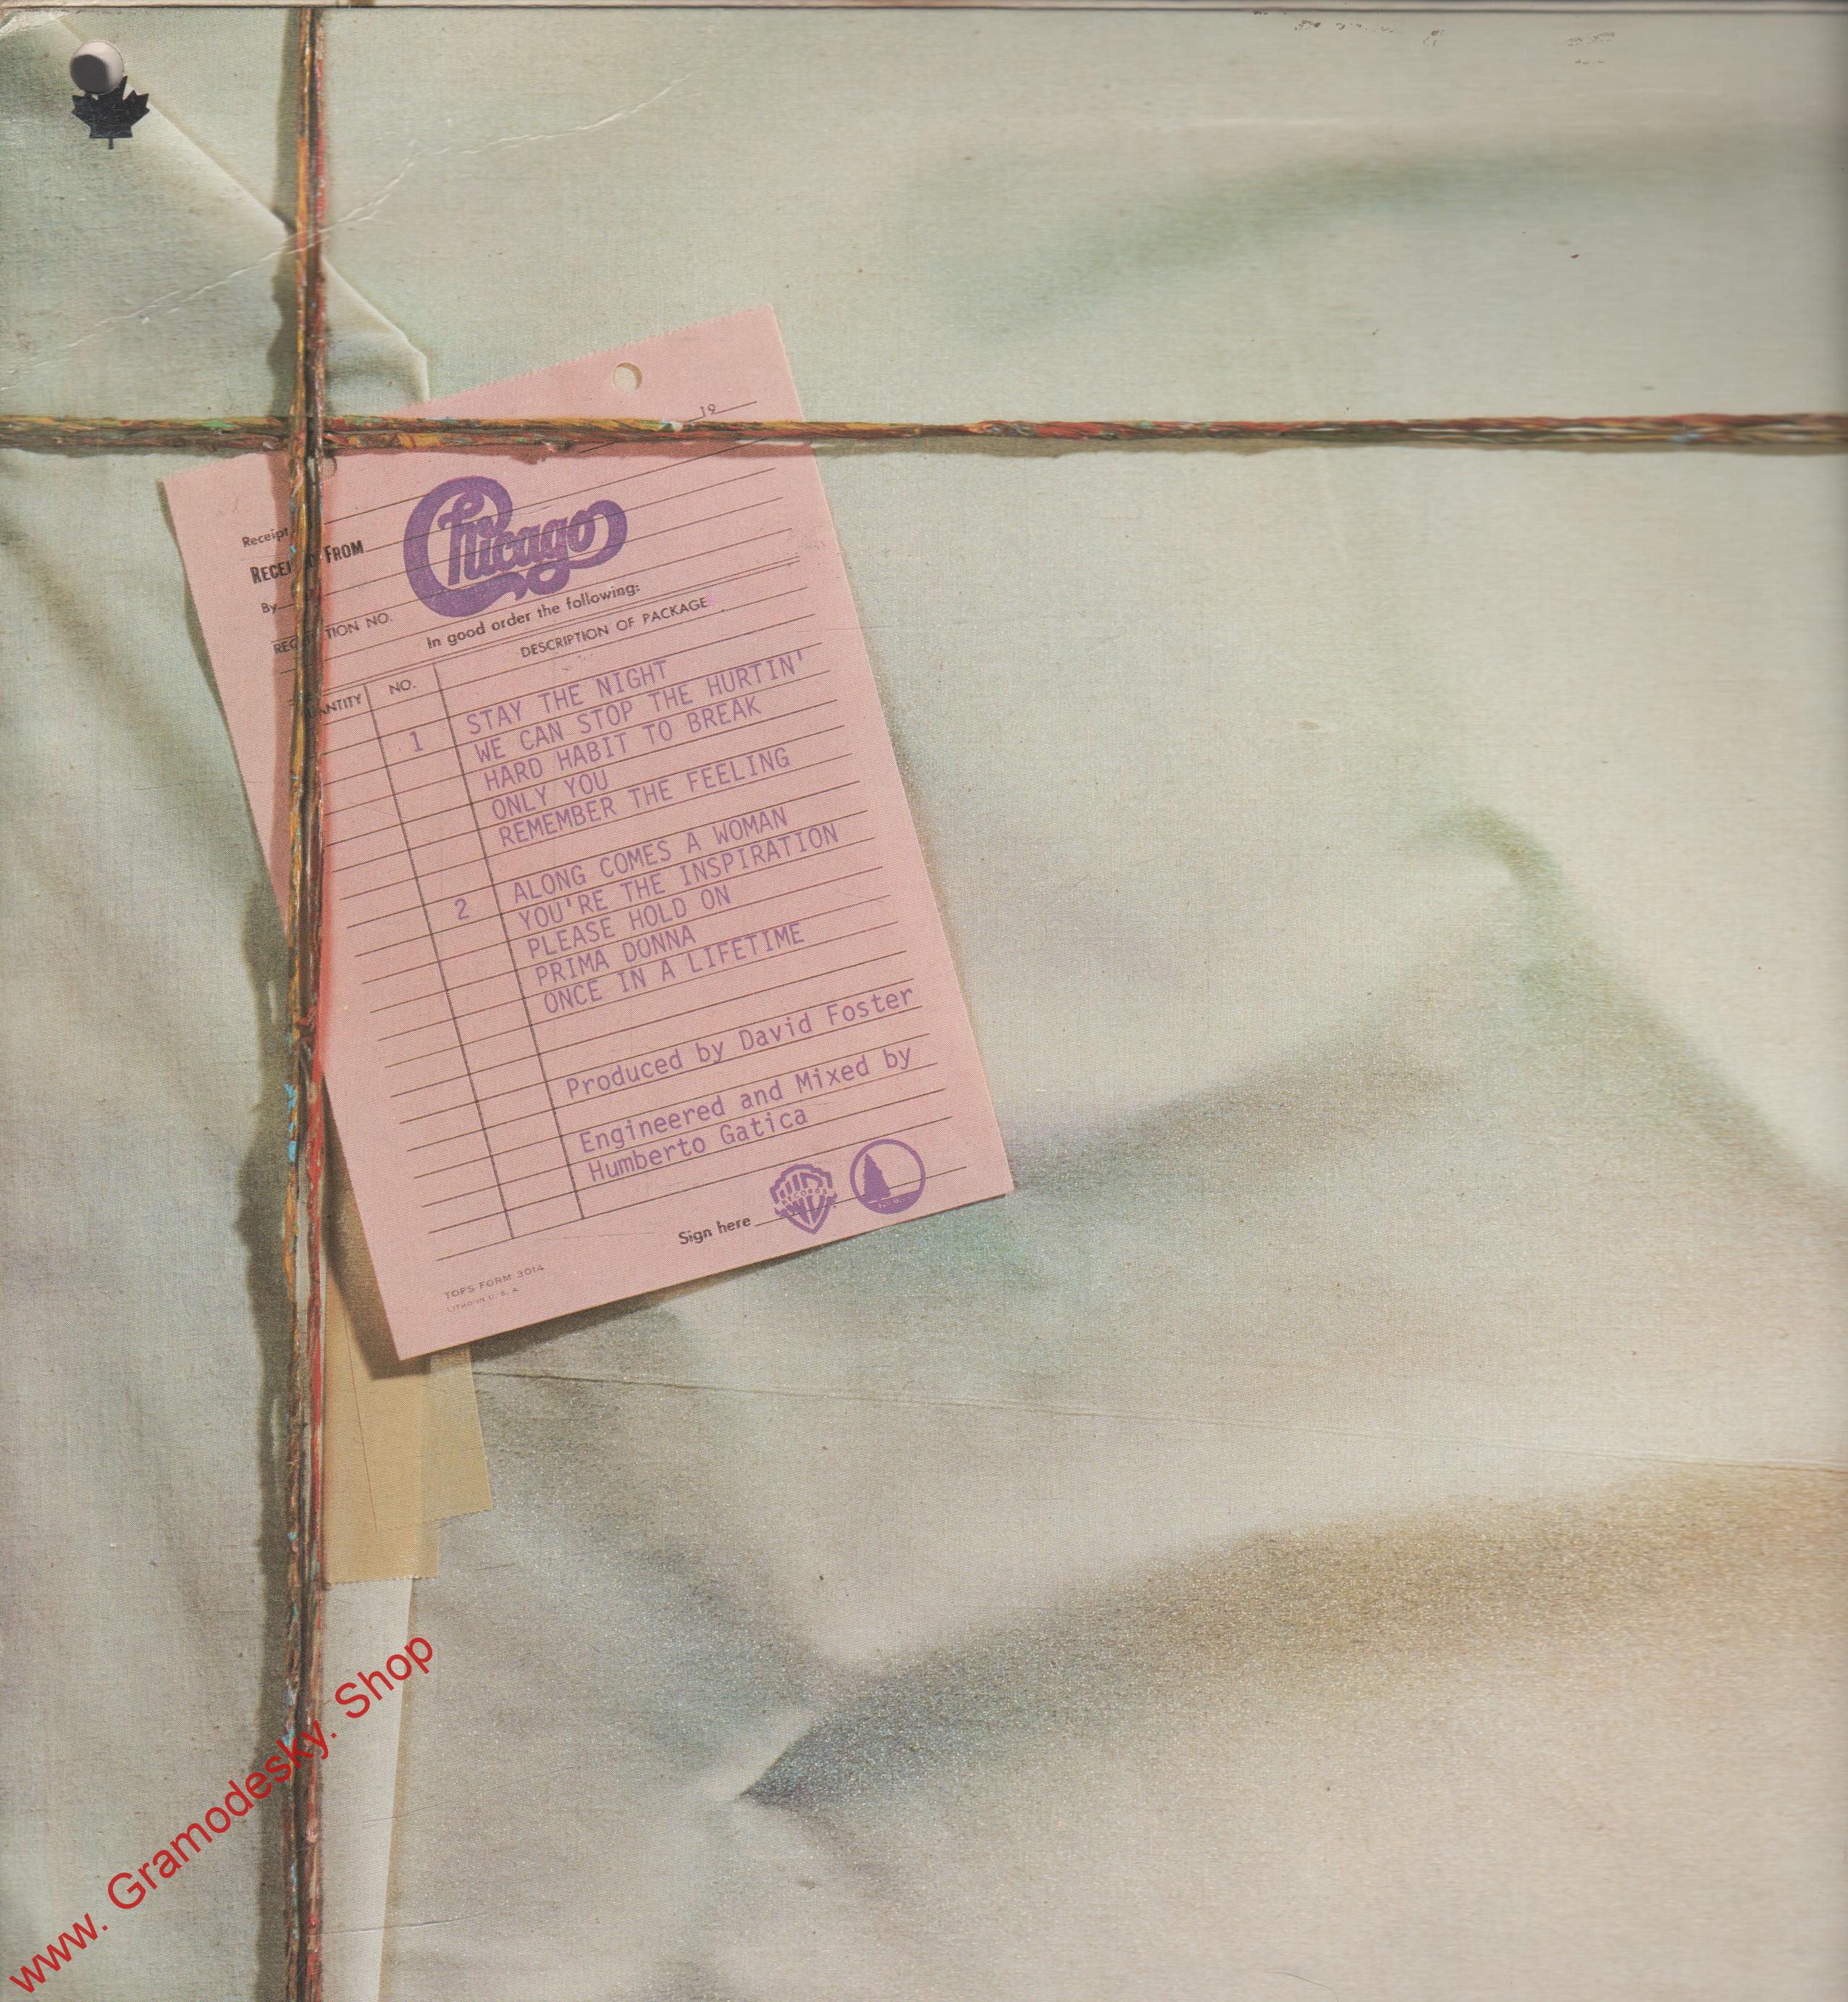 19
Receipt
RECEIVED FROM
Chicago
By
In good order the following:
DESCRIPTION OF PACKAGE
NO.
STAY THE NIGHT
1 WE CAN STOP THE HURTIN'
HARD HABIT TO BREAK
ONLY YOU
REMEMBER THE FEELING
ALONG COMES A WOMAN
2 YOU'RE THE INSPIRATION
PLEASE HOLD ON
PRIMA DONNA
ONCE IN A LIFETIME
Produced by David Foster
Engineered and Mixed by
Humberto Gatica
Sign here
RECORDS
TOPS FORM 3014
LITHO IN U. S. A.
www. Gramodesky. Shop